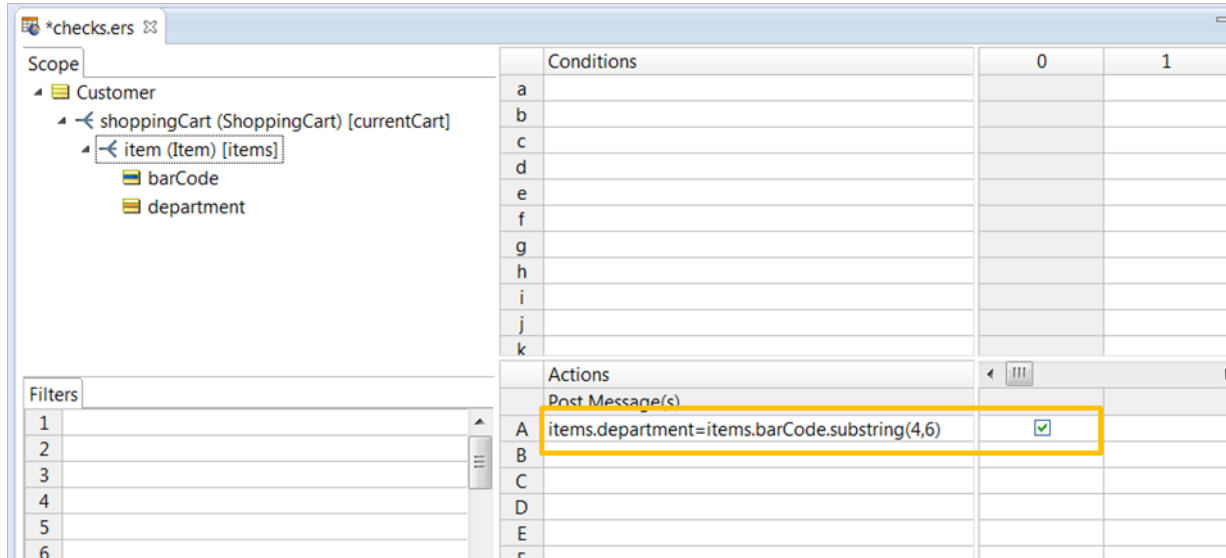 *checks.ers
Scope
Customer
shoppingCart (ShoppingCart) [currentCart]
item (Item) [items]
barCode
department
Conditions 0 1
a
b
c
d
e
f
g
h
i
j
k
Filters
1
2
3
4
5
6
Actions
Post Message(s)
A items.department=items.barCode.substring(4,6)
B
C
D
E
F